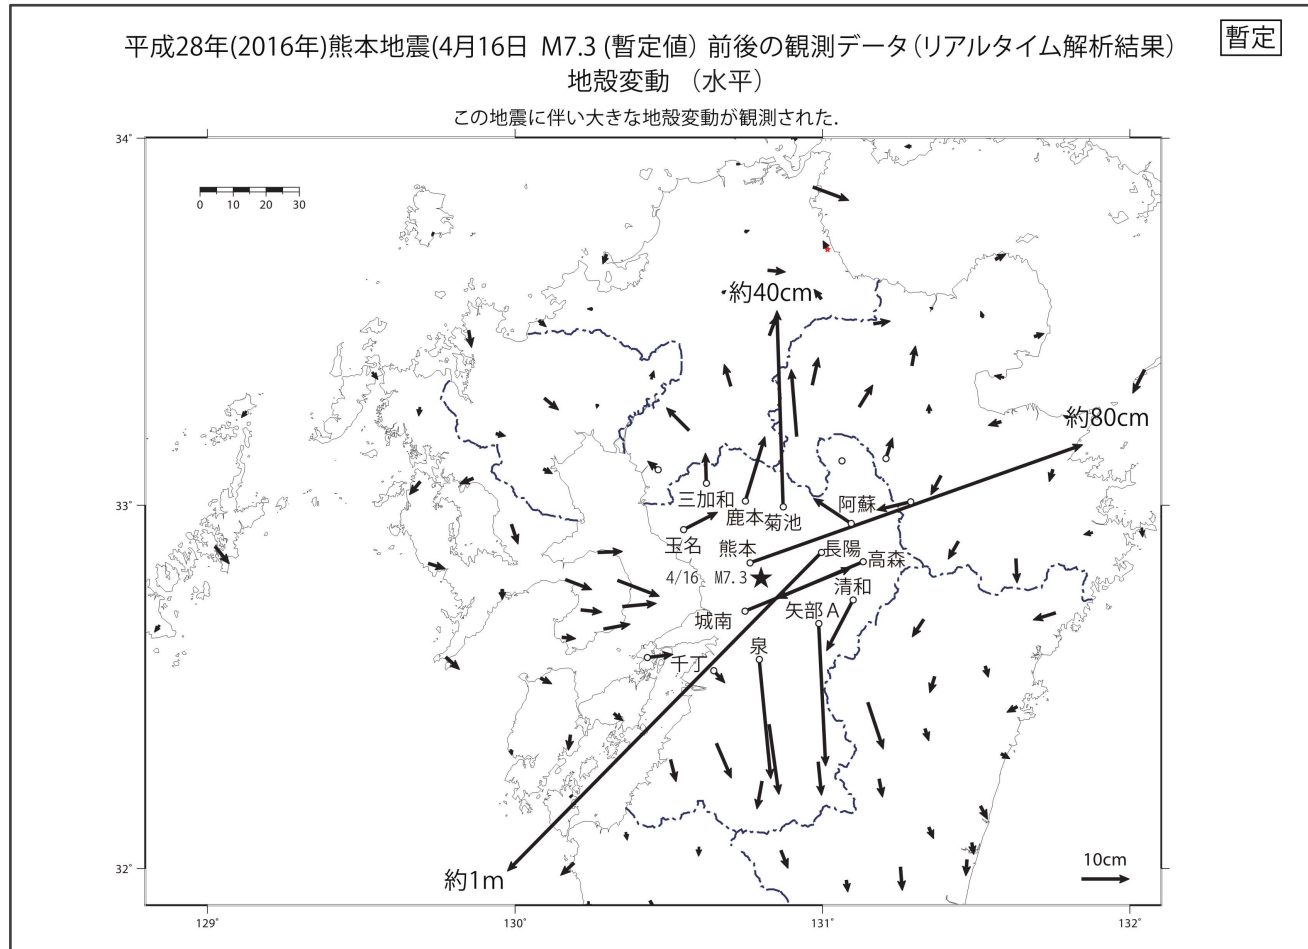 平成28年(2016年)熊本地震(4月16日 M7.3 (暫定値) 前後の観測データ(リアルタイム解析結果)
暫定
地殻変動 (水平)
この地震に伴い大きな地殻変動が観測された.
34˚
0 10 20 30
約40cm
約80cm
33˚
三加和
鹿本
菊池
阿蘇
玉名
熊本
長陽
高森
4/16 M7.3
清和
城南
矢部A
泉
千丁
10cm
32˚
約1m
129˚ 130˚ 131˚ 132˚